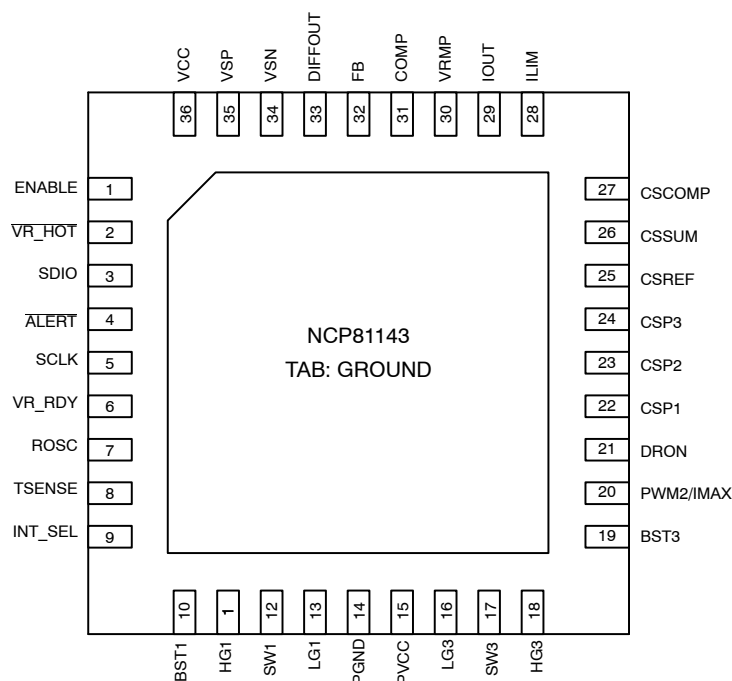 VCC
VSP
VSN
DIFFOUT
FB
COMP
VRMP
IOUT
ILIM
36
35
34
33
32
31
30
29
28
ENABLE 1
VR_HOT 2
SDIO 3
ALERT 4
SCLK 5
VR_RDY 6
ROSC 7
TSENSE 8
INT_SEL 9
NCP81143
TAB: GROUND
27 CSCOMP
26 CSSUM
25 CSREF
24 CSP3
23 CSP2
22 CSP1
21 DRON
20 PWM2/IMAX
19 BST3
10
1
12
13
14
15
16
17
18
BST1
HG1
SW1
LG1
PGND
PVCC
LG3
SW3
HG3